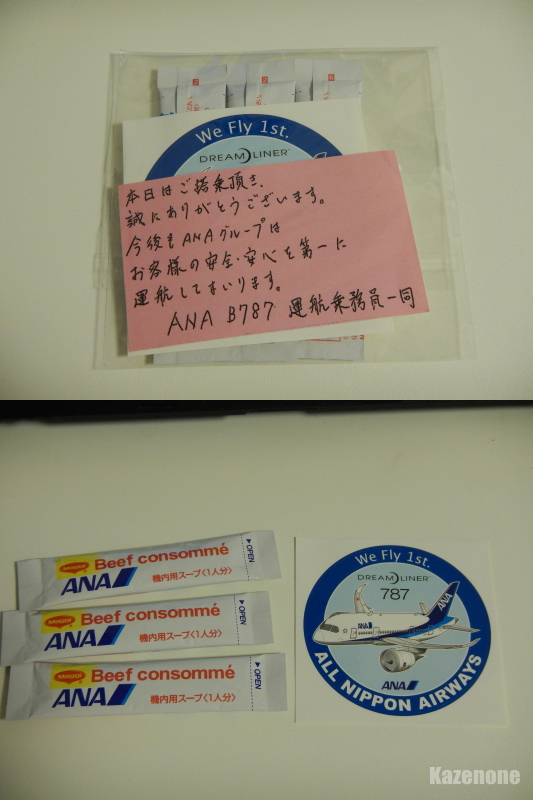 We Fly 1st.
DREAMLINER
本日はご搭乗頂き、
誠にありがとうございます。
今後もANAグループは
お客様の安全・安心を第一に
運航してまいります。
ANA B787 運航乗務員一同
MAGGI Beef consommé
ANA 機内用スープ〈1人分〉
▶OPEN
MAGGI Beef consommé
ANA 機内用スープ〈1人分〉
▶OPEN
MAGGI Beef consommé
ANA 機内用スープ〈1人分〉
▶OPEN
We Fly 1st.
DREAMLINER
787
ANA
ANA
ALL NIPPON AIRWAYS
Kazenone